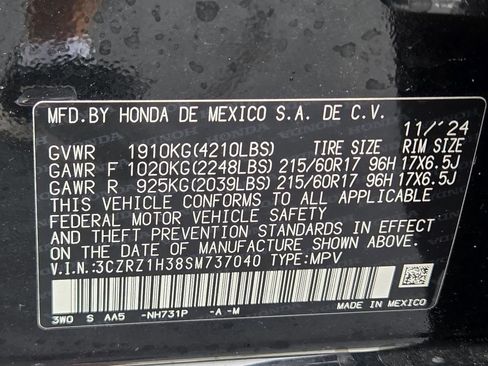 MFD.BY HONDA DE MEXICO S.A. DE C.V.
11/'24
GVWR 1910KG(4210LBS) TIRE SIZE RIM SIZE
GAWR F 1020KG(2248LBS) 215/60R17 96H 17X6.5J
GAWR R 925KG(2039LBS) 215/60R17 96H 17X6.5J
THIS VEHICLE CONFORMS TO ALL APPLICABLE
FEDERAL MOTOR VEHICLE SAFETY
AND THEFT PREVENTION STANDARDS IN EFFECT
ON THE DATE OF MANUFACTURE SHOWN ABOVE.
V.I.N.:3CZRZ1H38SM737040 TYPE:MPV
3W0 S AA5 -NH731P -A -M
MADE IN MEXICO